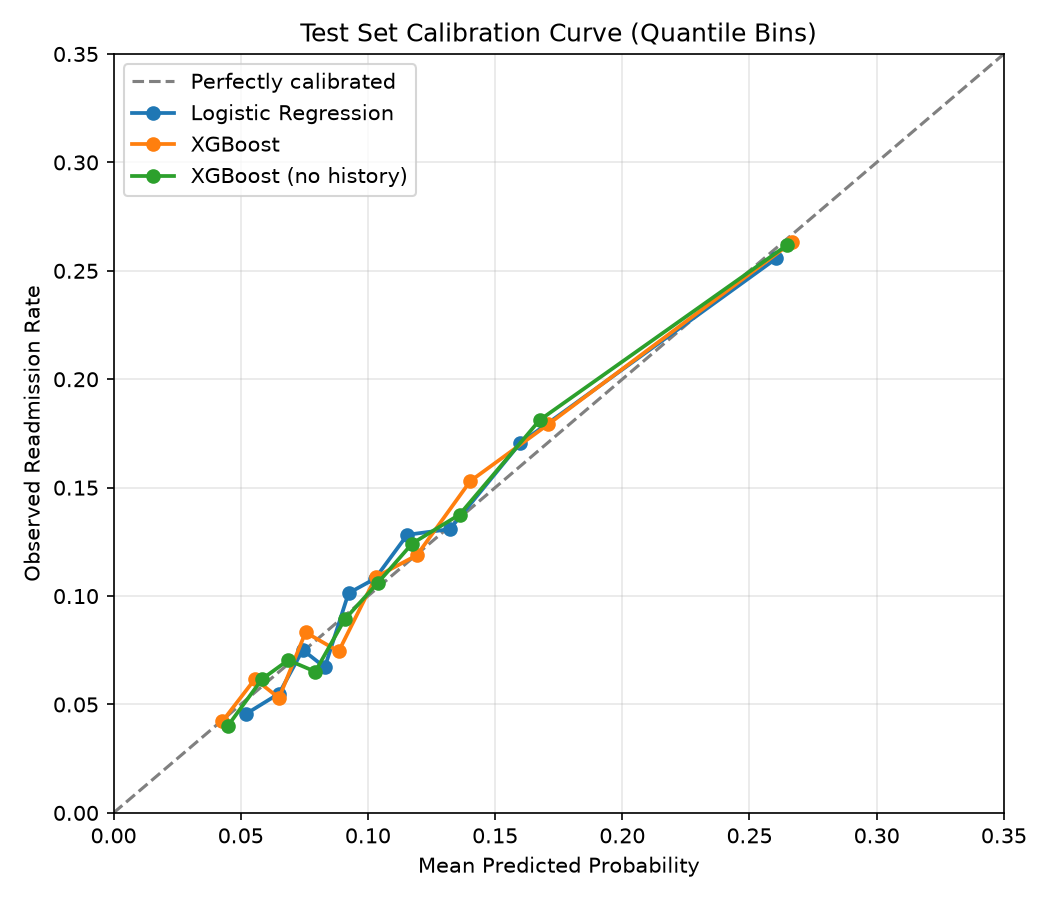 Test Set Calibration Curve (Quantile Bins)
Perfectly calibrated
Logistic Regression
XGBoost
XGBoost (no history)
Observed Readmission Rate
0.35
0.30
0.25
0.20
0.15
0.10
0.05
0.00
0.00 0.05 0.10 0.15 0.20 0.25 0.30 0.35
Mean Predicted Probability